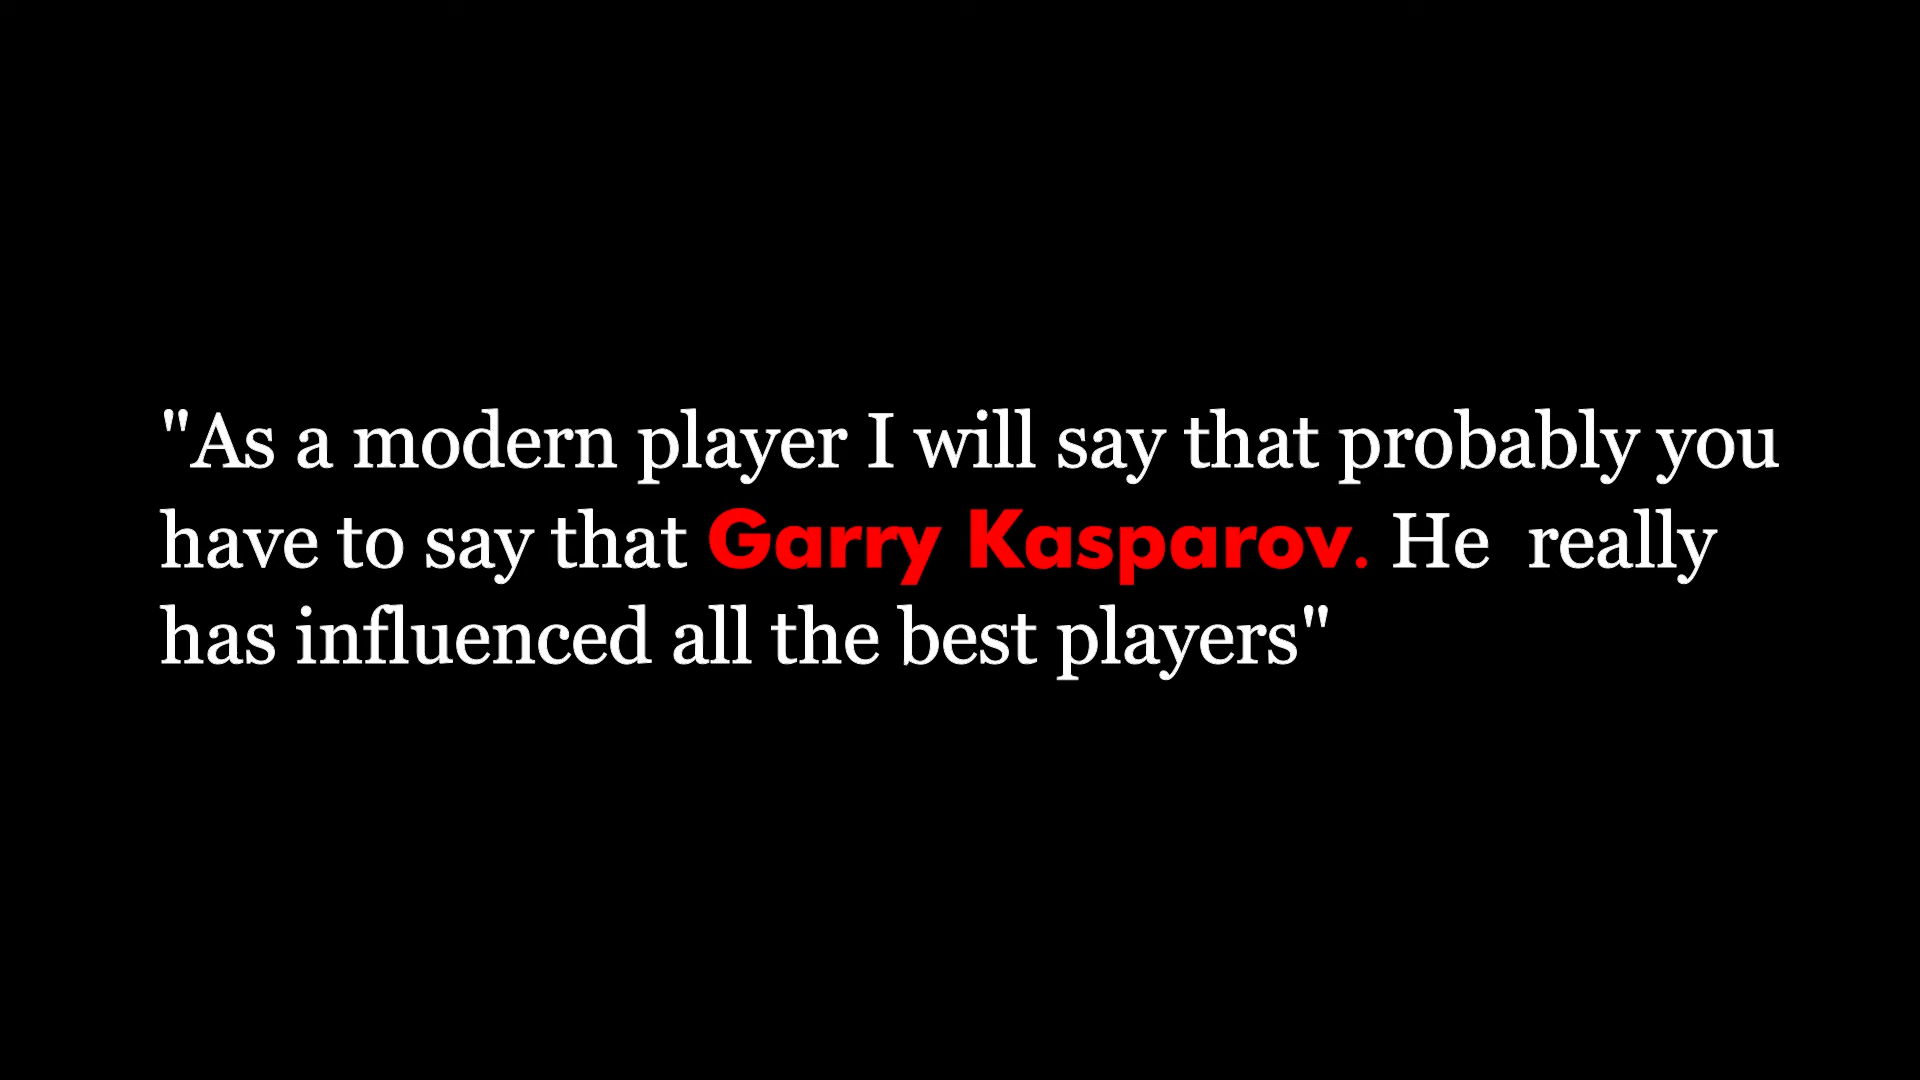 "As a modern player I will say that probably you
have to say that Garry Kasparov. He  really
has influenced all the best players"